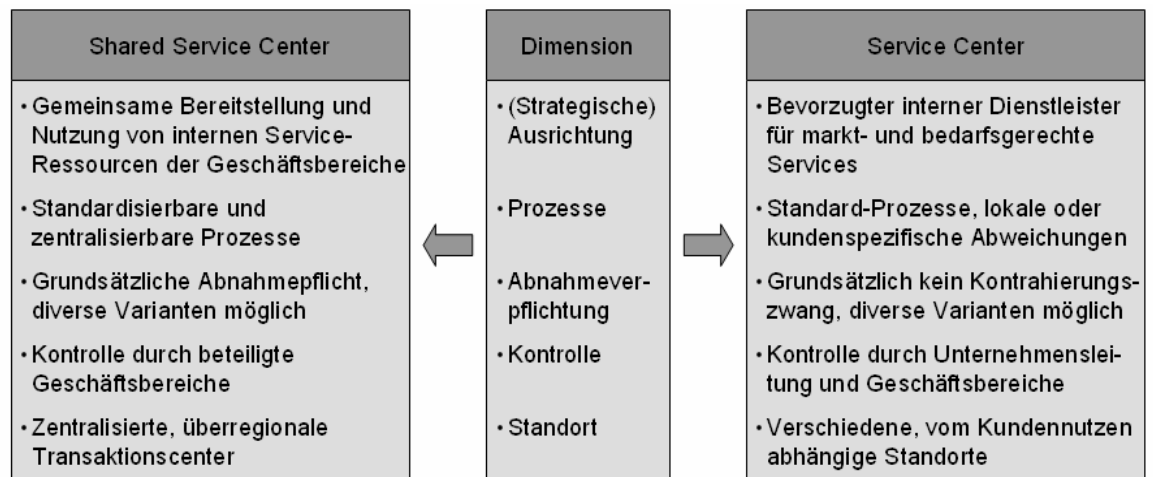 Shared Service Center
• Gemeinsame Bereitstellung und
Nutzung von internen Service-
Ressourcen der Geschäftsbereiche
• Standardisierbare und
zentralisierbare Prozesse
• Grundsätzliche Abnahmepflicht,
diverse Varianten möglich
• Kontrolle durch beteiligte
Geschäftsbereiche
• Zentralisierte, überregionale
Transaktionscenter
Dimension
• (Strategische)
Ausrichtung
• Prozesse
• Abnahmever-
pflichtung
• Kontrolle
• Standort
Service Center
• Bevorzugter interner Dienstleister
für markt- und bedarfsgerechte
Services
• Standard-Prozesse, lokale oder
kundenspezifische Abweichungen
• Grundsätzlich kein Kontrahierungs-
zwang, diverse Varianten möglich
• Kontrolle durch Unternehmenslei-
tung und Geschäftsbereiche
• Verschiedene, vom Kundennutzen
abhängige Standorte